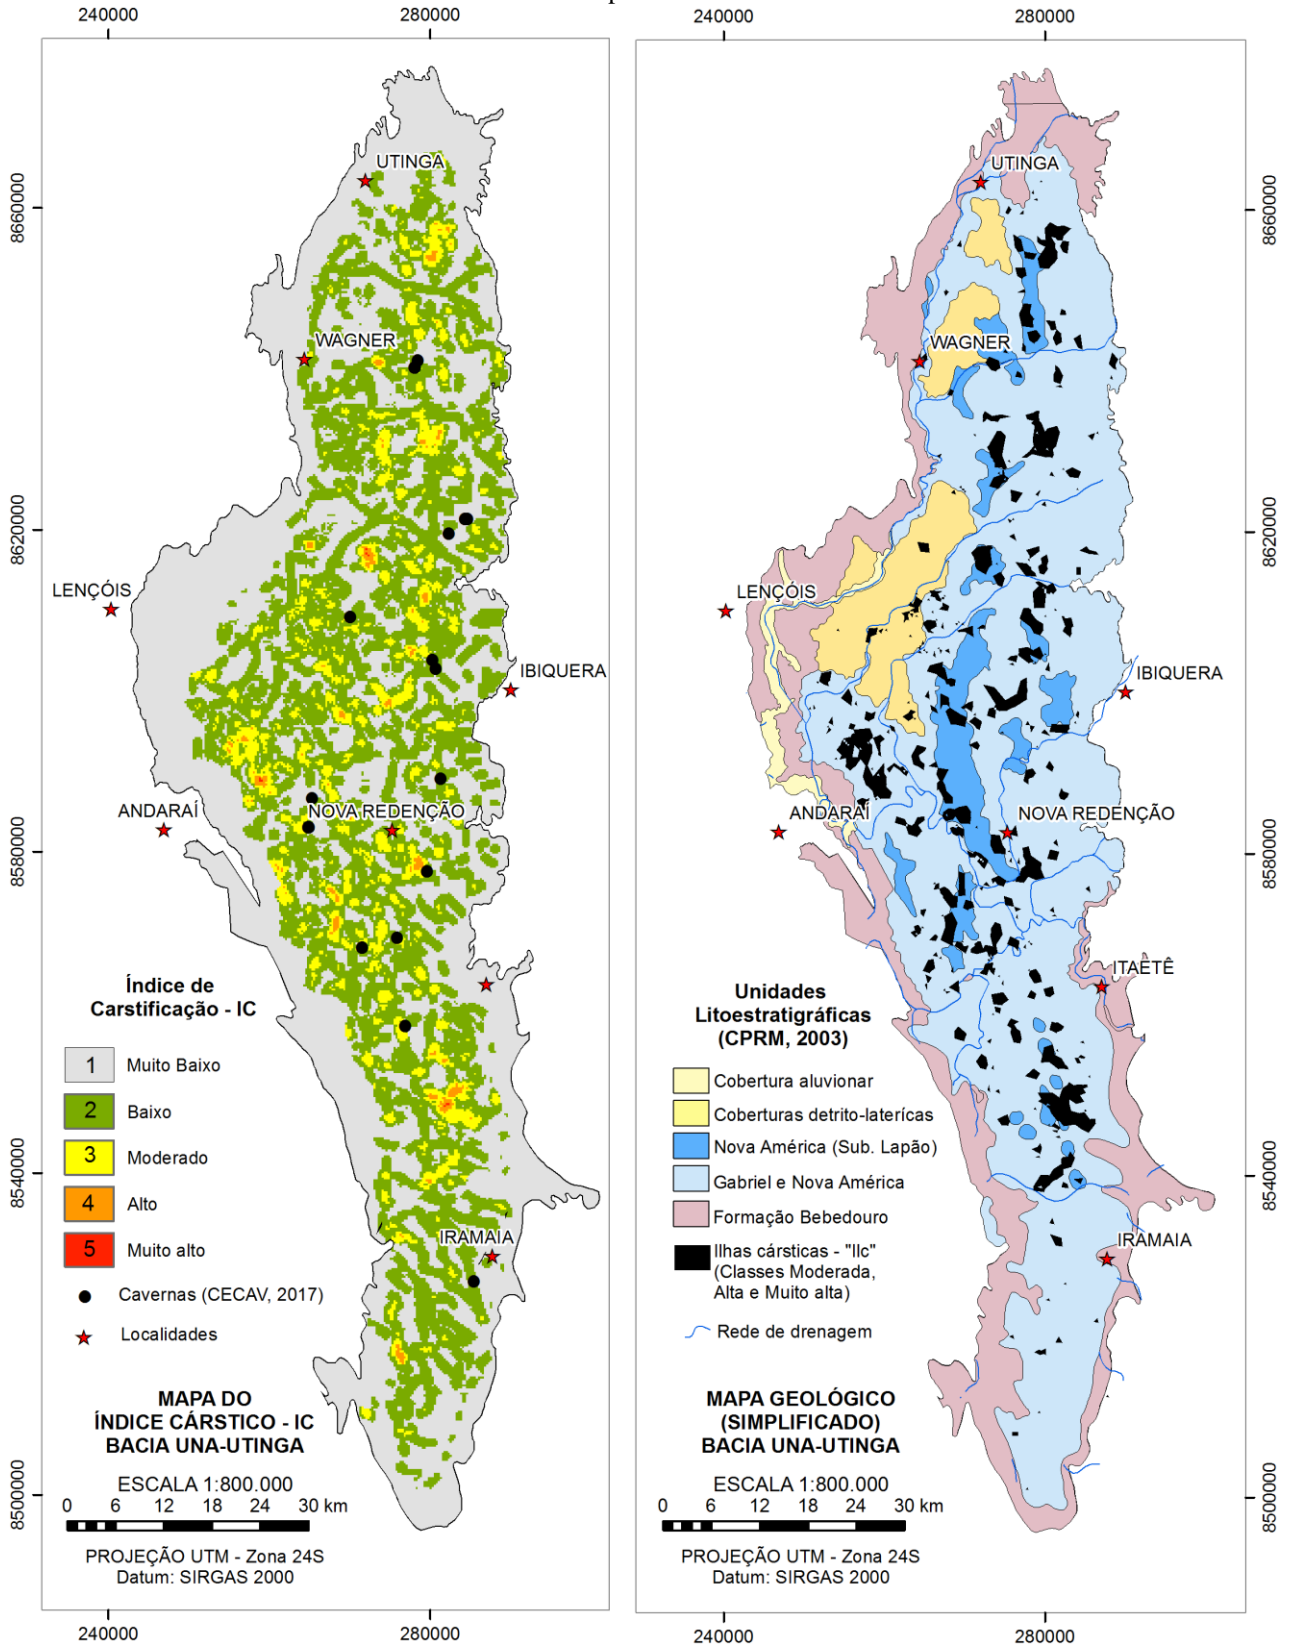 240000
280000
8660000
8620000
8580000
8540000
8500000
UTINGA
WAGNER
LENÇÓIS
IBIQUERA
ANDARAÍ
NOVA REDENÇÃO
IRAMAIA
Índice de
Carstificação - IC
1 Muito Baixo
2 Baixo
3 Moderado
4 Alto
5 Muito alto
Cavernas (CECAV, 2017)
Localidades
MAPA DO
ÍNDICE CÁRSTICO - IC
BACIA UNA-UTINGA
ESCALA 1:800.000
0 6 12 18 24 30 km
PROJEÇÃO UTM - Zona 24S
Datum: SIRGAS 2000
240000
280000
240000
280000
UTINGA
WAGNER
LENÇÓIS
IBIQUERA
ANDARAÍ
NOVA REDENÇÃO
ITAETÊ
IRAMAIA
Unidades
Litoestratigráficas
(CPRM, 2003)
Cobertura aluvionar
Coberturas detrito-laterícas
Nova América (Sub. Lapão)
Gabriel e Nova América
Formação Bebedouro
Ilhas cársticas - "IIc"
(Classes Moderada,
Alta e Muito alta)
Rede de drenagem
MAPA GEOLÓGICO
(SIMPLIFICADO)
BACIA UNA-UTINGA
ESCALA 1:800.000
0 6 12 18 24 30 km
PROJEÇÃO UTM - Zona 24S
Datum: SIRGAS 2000
8660000
8620000
8580000
8540000
8500000
240000
280000